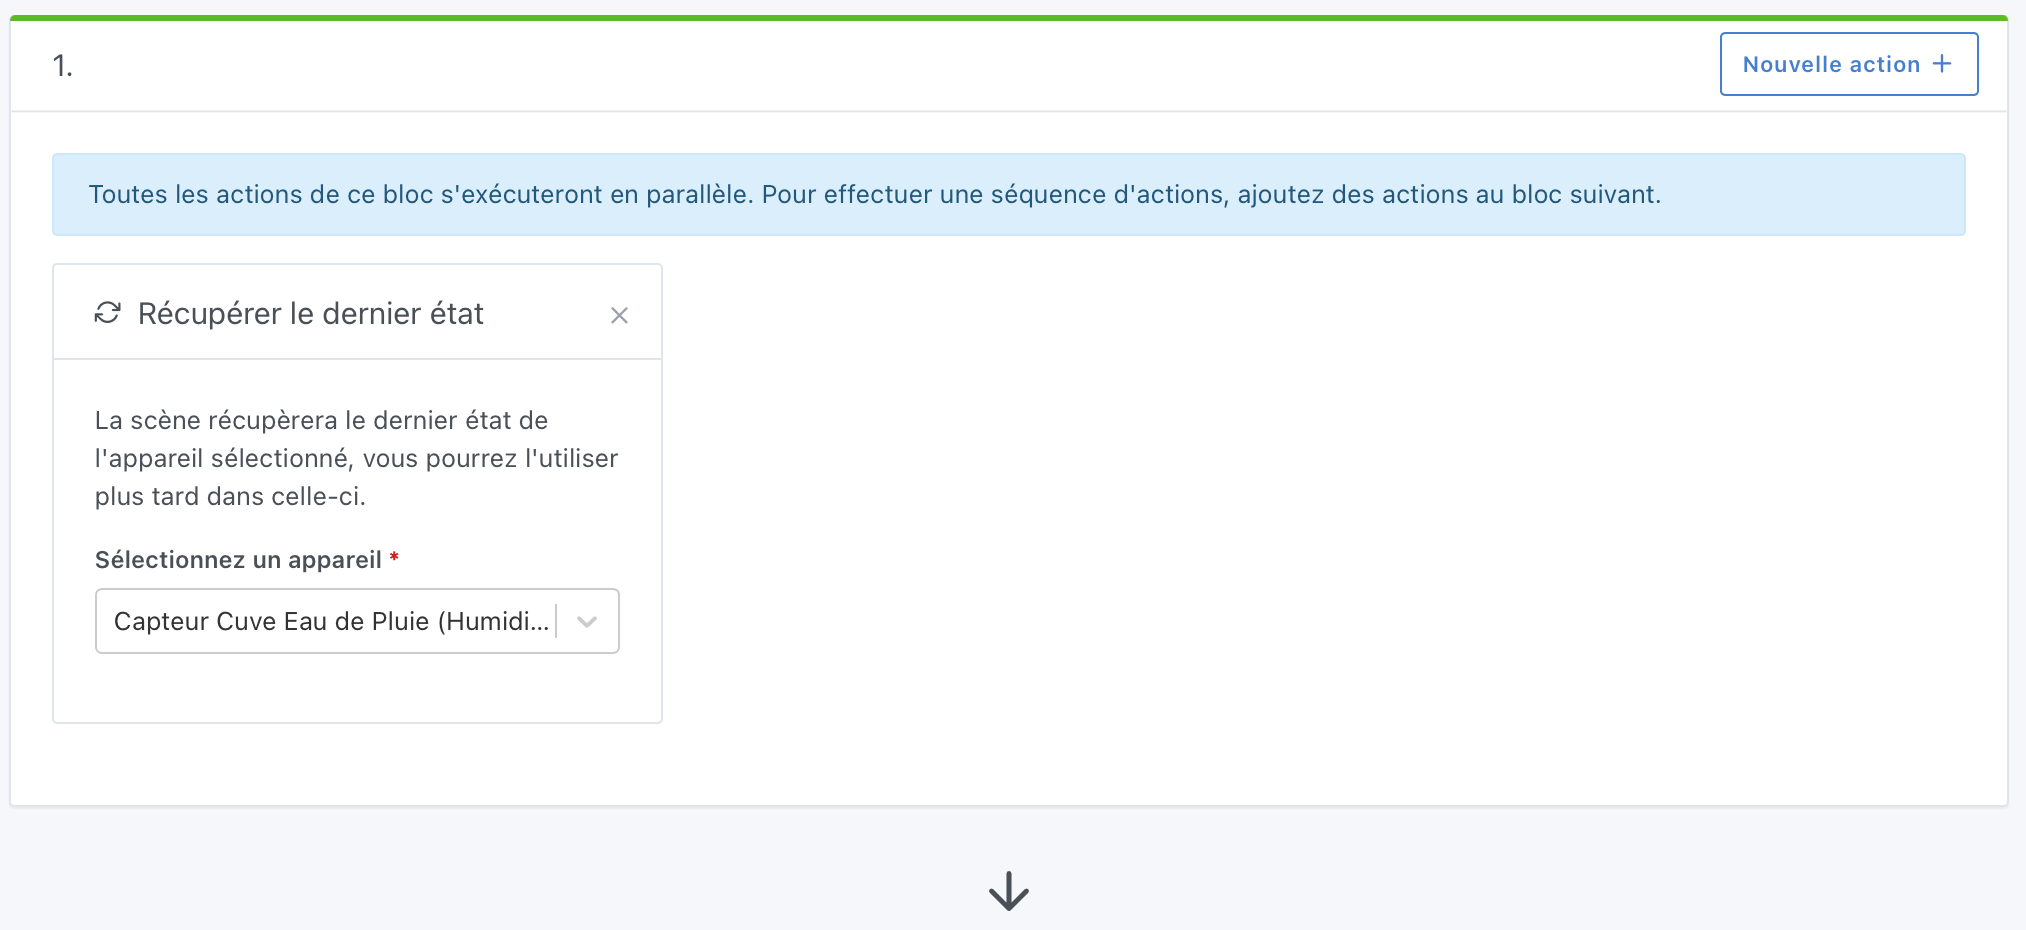 1.
Nouvelle action +
Toutes les actions de ce bloc s'exécuteront en parallèle. Pour effectuer une séquence d'actions, ajoutez des actions au bloc suivant.
Récupérer le dernier état
La scène récupèrera le dernier état de
l'appareil sélectionné, vous pourrez l'utiliser
plus tard dans celle-ci.
Sélectionnez un appareil *
Capteur Cuve Eau de Pluie (Humidi...